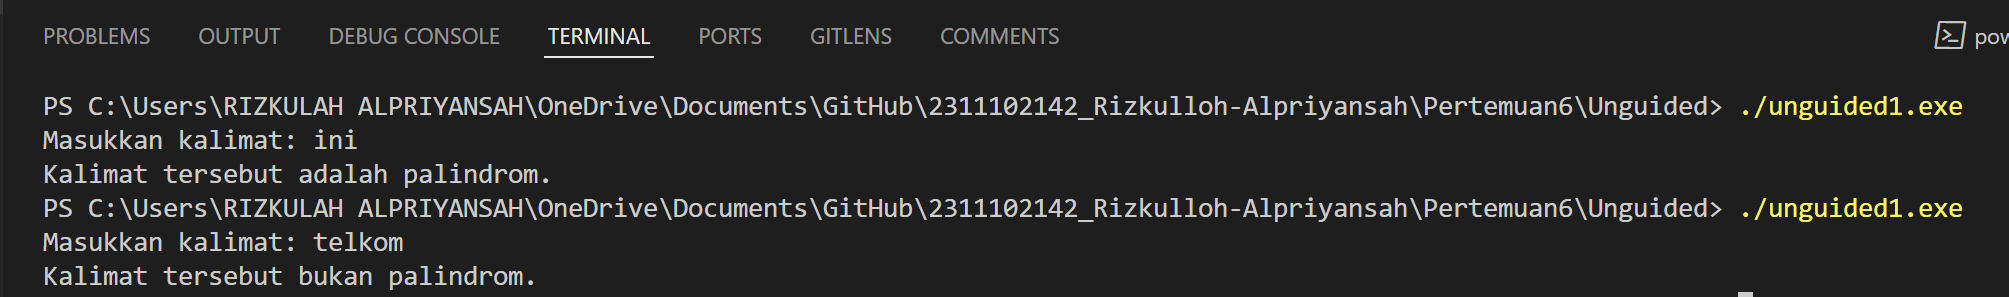 PROBLEMS OUTPUT DEBUG CONSOLE TERMINAL PORTS GITLENS COMMENTS
PS C:\Users\RIZKULAH ALPRIYANSAH\OneDrive\Documents\GitHub\2311102142_Rizkulloh-Alpriyansah\Pertemuan6\Unguided> ./unguided1.exe
Masukkan kalimat: ini
Kalimat tersebut adalah palindrom.
PS C:\Users\RIZKULAH ALPRIYANSAH\OneDrive\Documents\GitHub\2311102142_Rizkulloh-Alpriyansah\Pertemuan6\Unguided> ./unguided1.exe
Masukkan kalimat: telkom
Kalimat tersebut bukan palindrom.